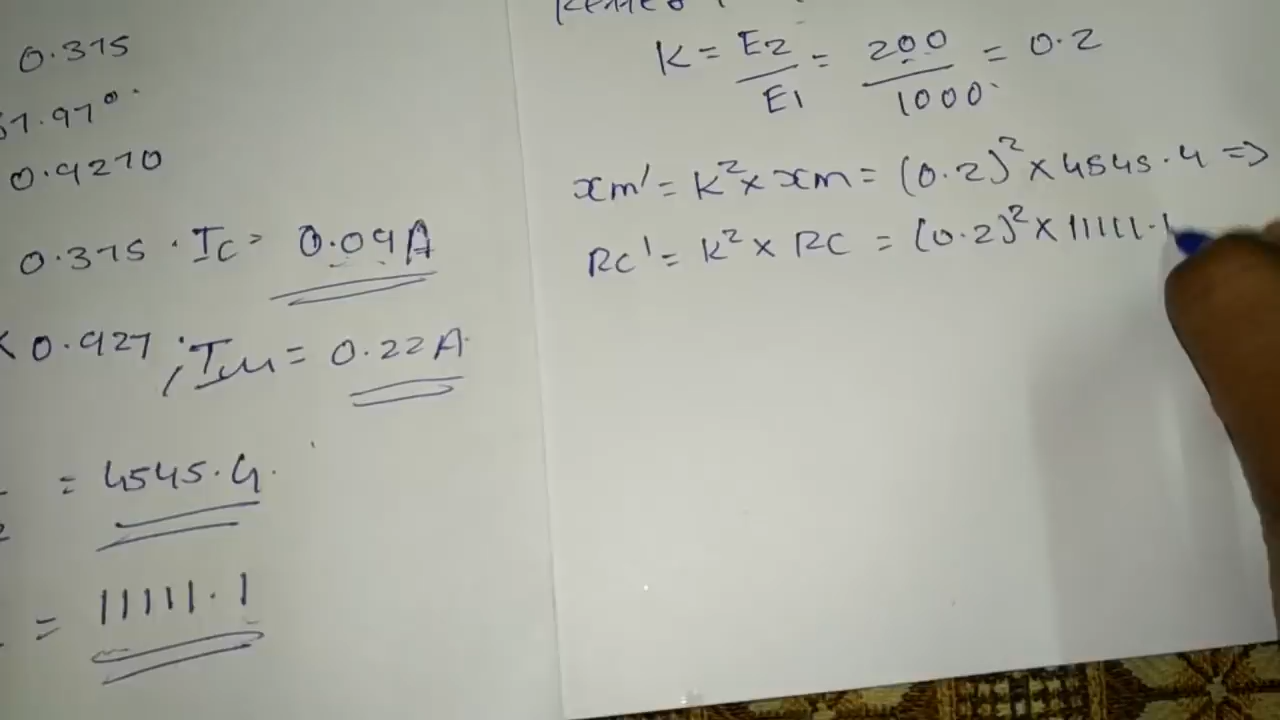 0.375
57.97°
0.9270
0.375 . Ic = 0.09A
x 0.927 ; Iμ = 0.22A
= 4545.4
= 11111.1
K = E2/E1 = 200/1000 = 0.2
xm' = K² x xm = (0.2)² x 4545.4 =>
Rc' = K² x Rc = (0.2)² x 11111.1